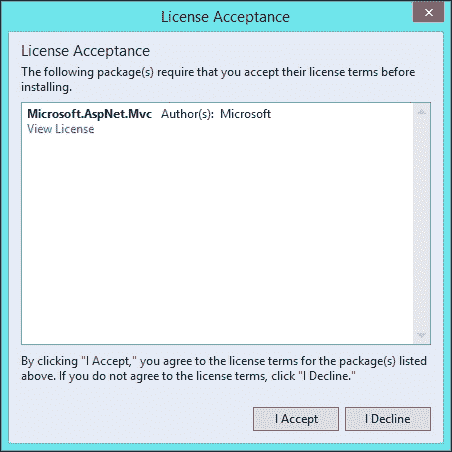 License Acceptance
License Acceptance
The following package(s) require that you accept their license terms before
installing.
Microsoft.AspNet.Mvc Author(s): Microsoft
View License
By clicking "I Accept," you agree to the license terms for the package(s) listed
above. If you do not agree to the license terms, click "I Decline."
I Accept I Decline